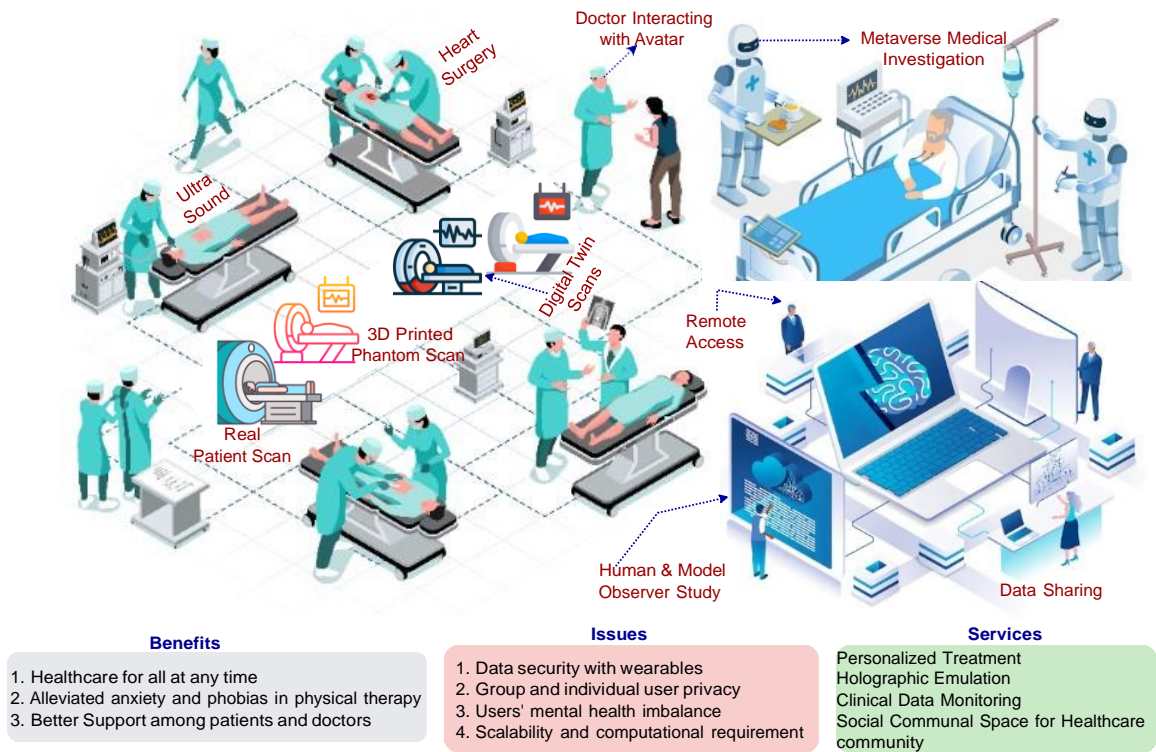 Doctor Interacting
with Avatar
Metaverse Medical
Investigation
Heart
Surgery
Ultra
Sound
Digital Twin
Scans
3D Printed
Phantom Scan
Real
Patient Scan
Remote
Access
Human & Model
Observer Study
Data Sharing
Benefits
1. Healthcare for all at any time
2. Alleviated anxiety and phobias in physical therapy
3. Better Support among patients and doctors
Issues
1. Data security with wearables
2. Group and individual user privacy
3. Users' mental health imbalance
4. Scalability and computational requirement
Services
Personalized Treatment
Holographic Emulation
Clinical Data Monitoring
Social Communal Space for Healthcare
community